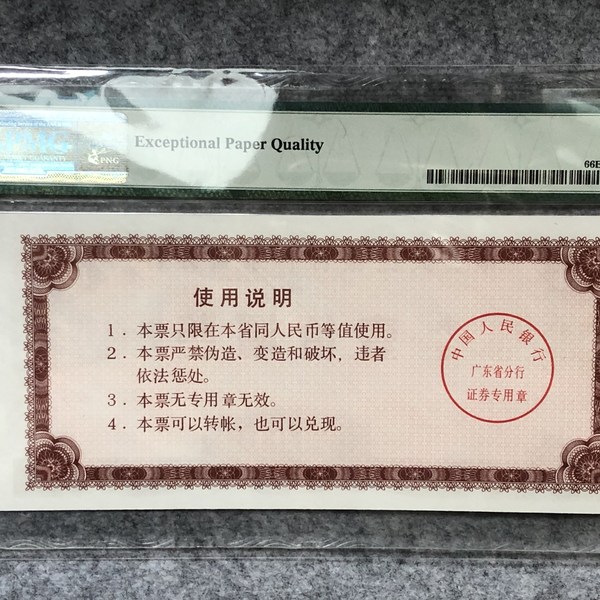 PNG
Exceptional Paper Quality
66E
使用说明
1．本票只限在本省同人民币等值使用。
2．本票严禁伪造、变造和破坏，违者
依法惩处。
3．本票无专用章无效。
4．本票可以转帐，也可以兑现。
中国人民银行
广东省分行
证券专用章